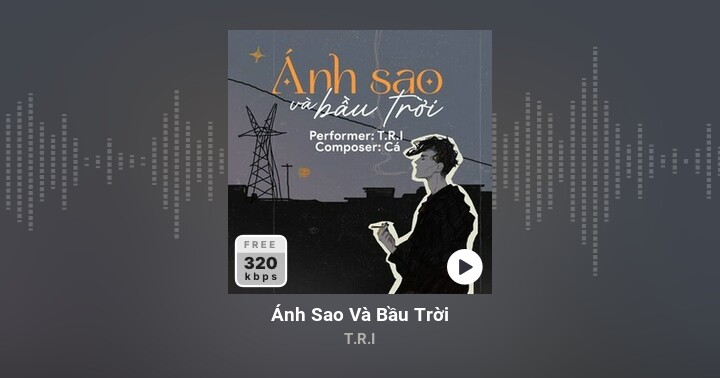 Ánh sao
và bầu trời
Performer: T.R.I
Composer: Cá
FREE
320
kbps
Ánh Sao Và Bầu Trời
T.R.I